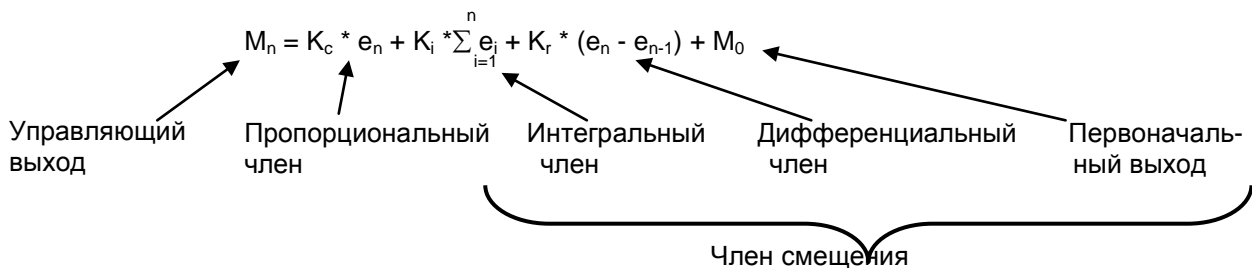 n
Mₙ = K꜀ * eₙ + Kᵢ *∑ eᵢ + Kᵣ * (eₙ - eₙ₋₁) + M₀
i=1
Управляющий Пропорциональный Интегральный Дифференциальный Первоначаль-
выход член член член ный выход
Член смещения